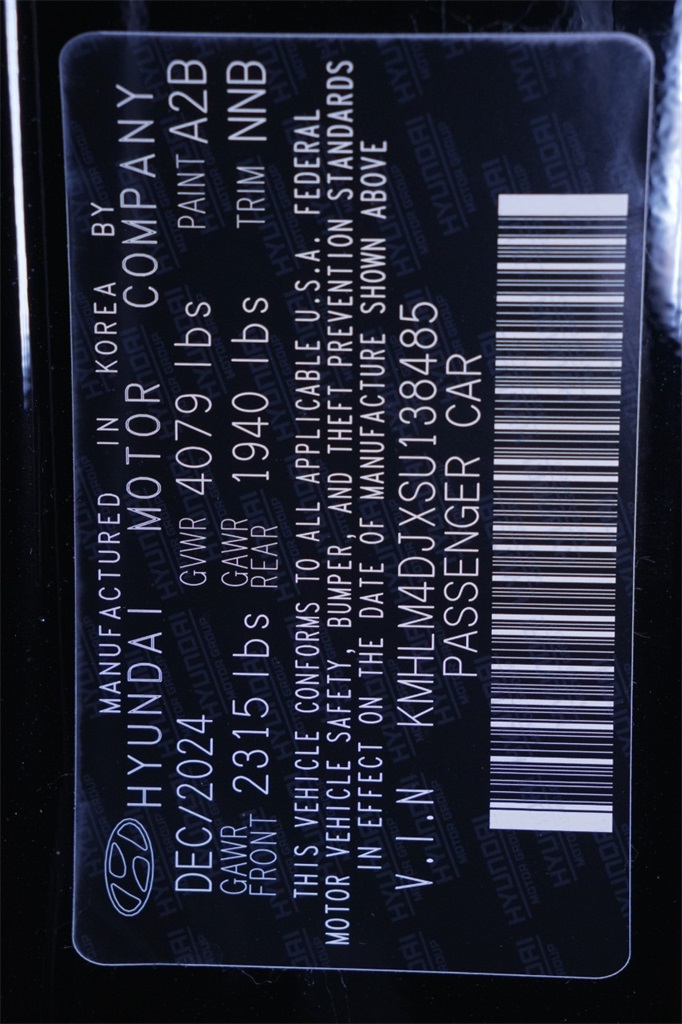 MANUFACTURED IN KOREA BY
HYUNDAI MOTOR COMPANY
DEC/2024 GVWR 4079 lbs PAINT A2B
GAWR FRONT 2315 lbs GAWR REAR 1940 lbs TRIM NNB
THIS VEHICLE CONFORMS TO ALL APPLICABLE U.S.A. FEDERAL
MOTOR VEHICLE SAFETY, BUMPER, AND THEFT PREVENTION STANDARDS
IN EFFECT ON THE DATE OF MANUFACTURE SHOWN ABOVE
V.I.N KMHLM4DJXSU138485
PASSENGER CAR